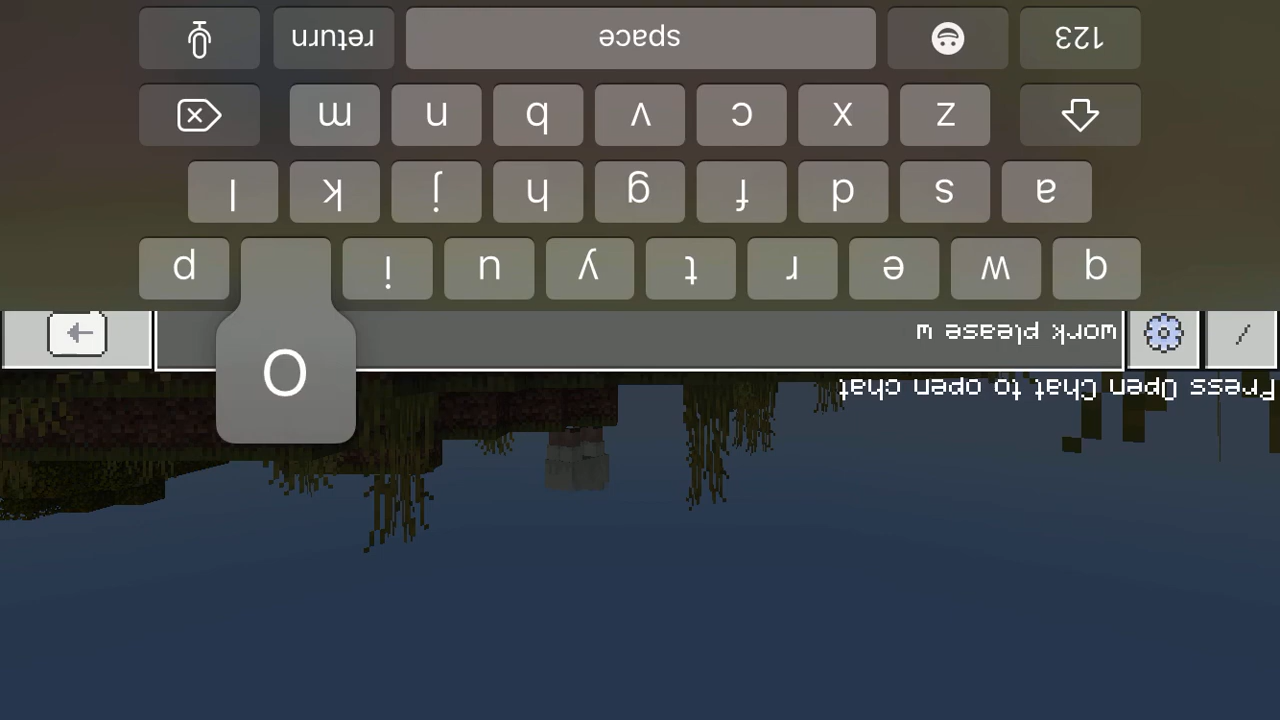 Press Open Chat to open chat
/ work please w
q w e r t y u i O p
a s d f g h j k l
z x c v b n m
123 space return